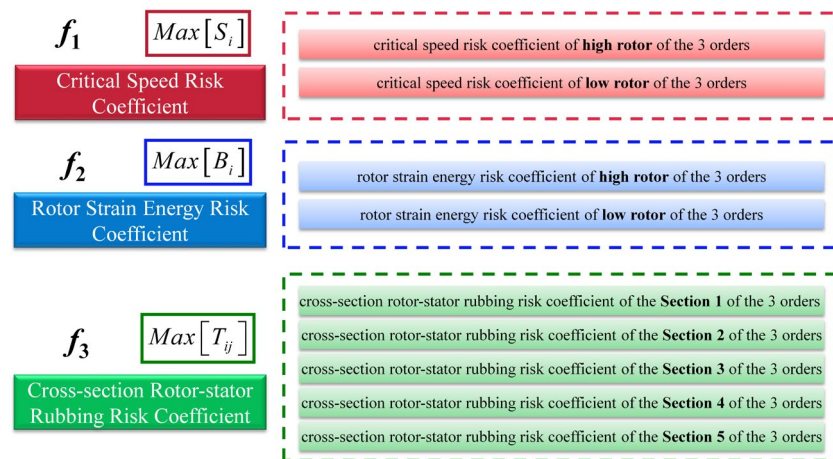 f₁
Max[Sᵢ]
Critical Speed Risk
Coefficient
critical speed risk coefficient of high rotor of the 3 orders
critical speed risk coefficient of low rotor of the 3 orders
f₂
Max[Bᵢ]
Rotor Strain Energy Risk
Coefficient
rotor strain energy risk coefficient of high rotor of the 3 orders
rotor strain energy risk coefficient of low rotor of the 3 orders
f₃
Max[Tᵢⱼ]
Cross-section Rotor-stator
Rubbing Risk Coefficient
cross-section rotor-stator rubbing risk coefficient of the Section 1 of the 3 orders
cross-section rotor-stator rubbing risk coefficient of the Section 2 of the 3 orders
cross-section rotor-stator rubbing risk coefficient of the Section 3 of the 3 orders
cross-section rotor-stator rubbing risk coefficient of the Section 4 of the 3 orders
cross-section rotor-stator rubbing risk coefficient of the Section 5 of the 3 orders